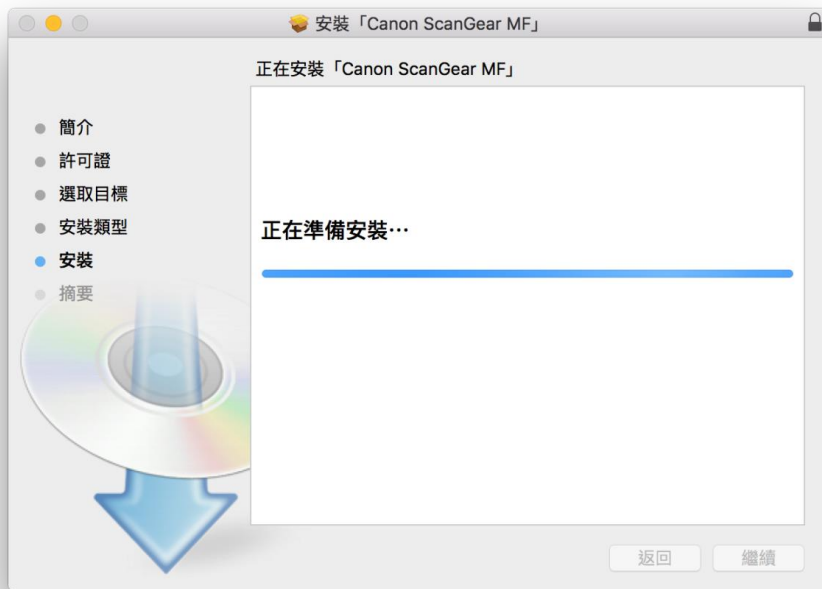 安裝「Canon ScanGear MF」
正在安裝「Canon ScanGear MF」
簡介
許可證
選取目標
安裝類型
安裝
摘要
正在準備安裝⋯
返回
繼續